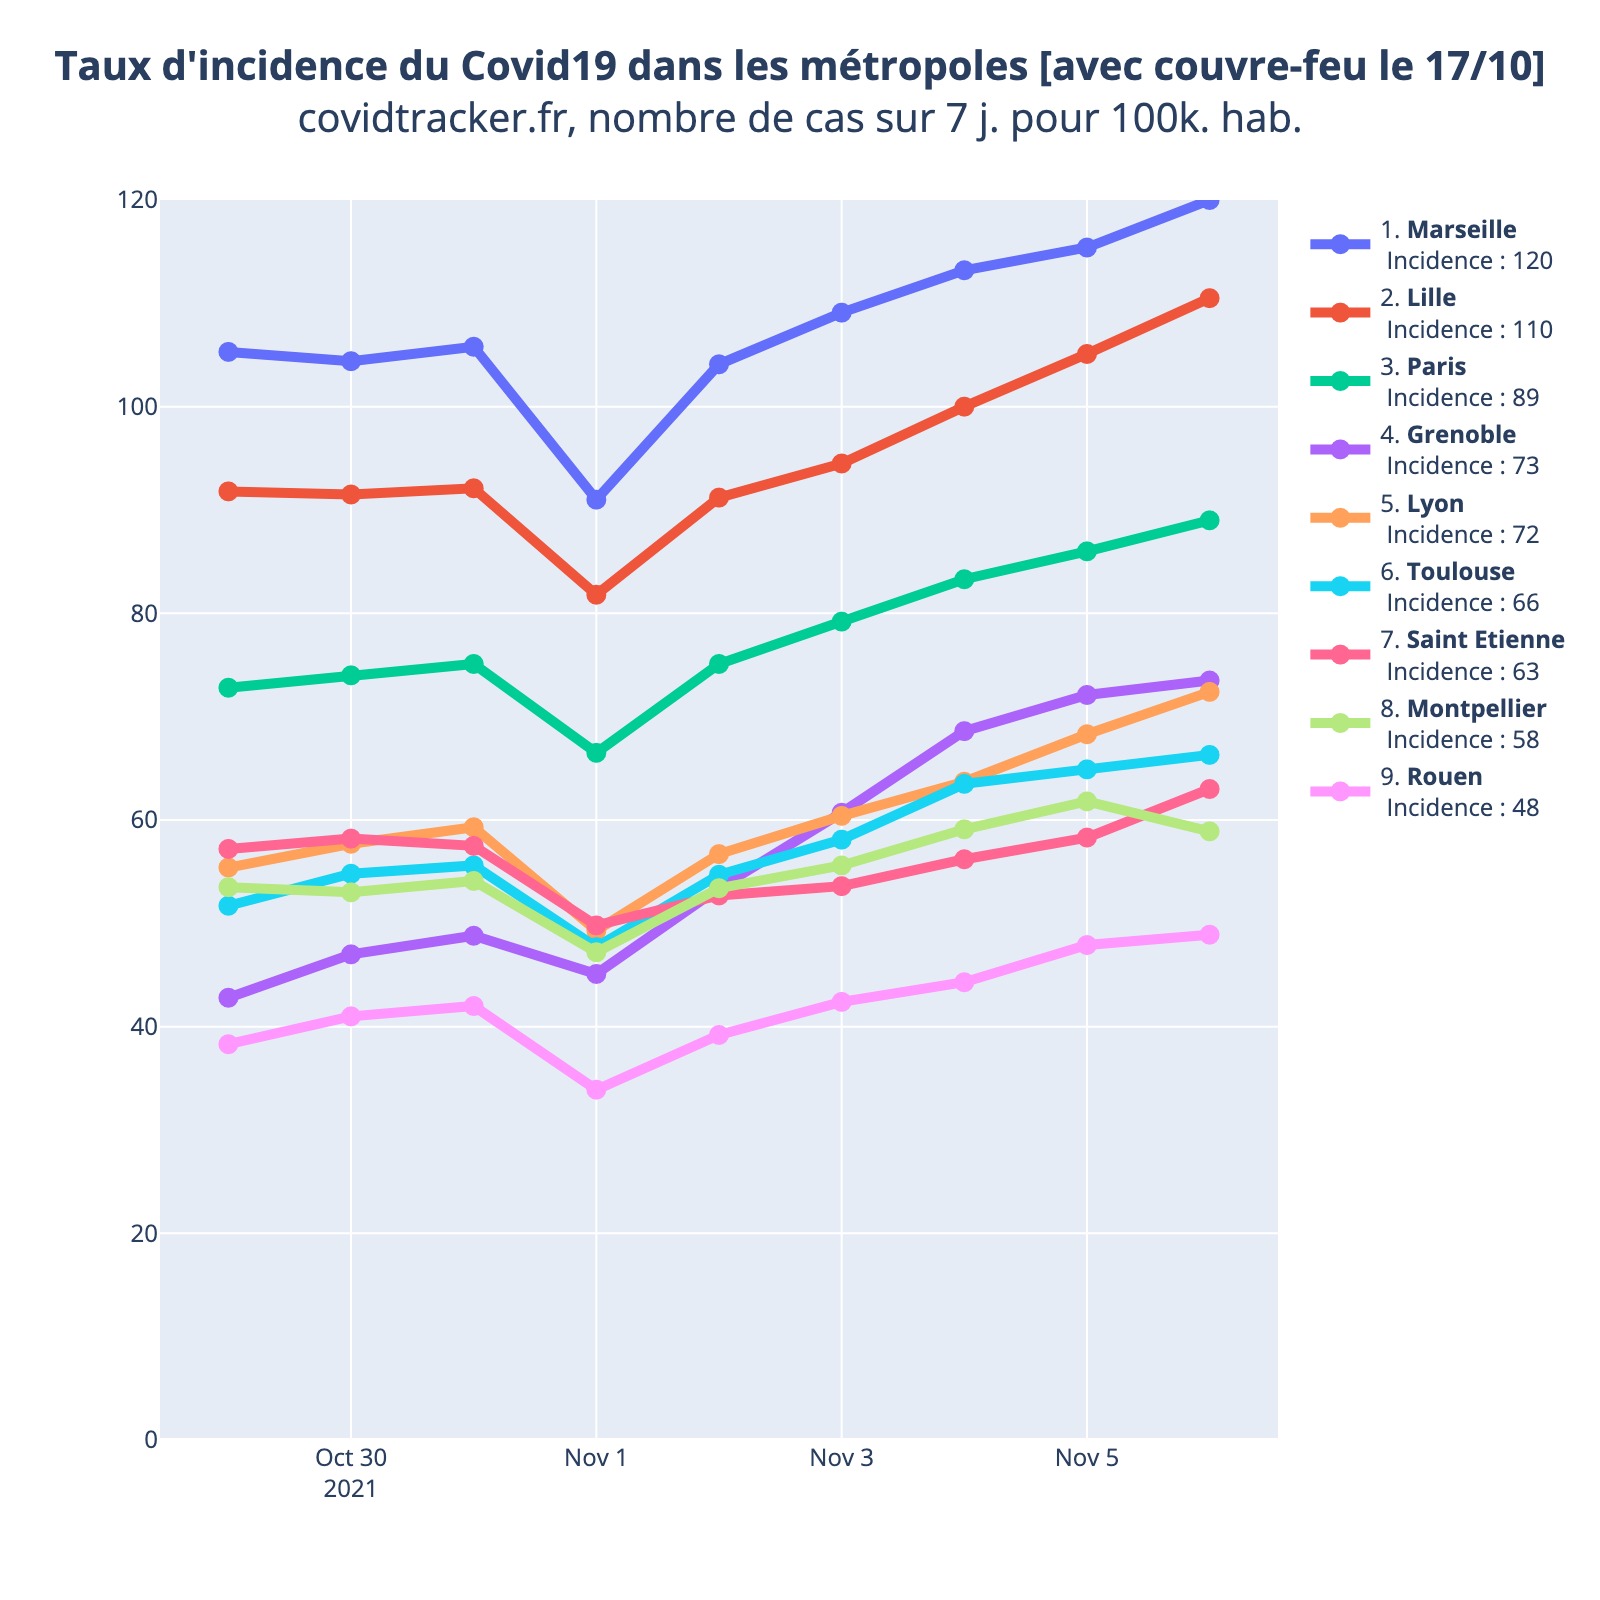 Taux d'incidence du Covid19 dans les métropoles [avec couvre-feu le 17/10]
covidtracker.fr, nombre de cas sur 7 j. pour 100k. hab.
120
100
80
60
40
20
0
Oct 30
2021
Nov 1
Nov 3
Nov 5
1. Marseille
Incidence : 120
2. Lille
Incidence : 110
3. Paris
Incidence : 89
4. Grenoble
Incidence : 73
5. Lyon
Incidence : 72
6. Toulouse
Incidence : 66
7. Saint Etienne
Incidence : 63
8. Montpellier
Incidence : 58
9. Rouen
Incidence : 48